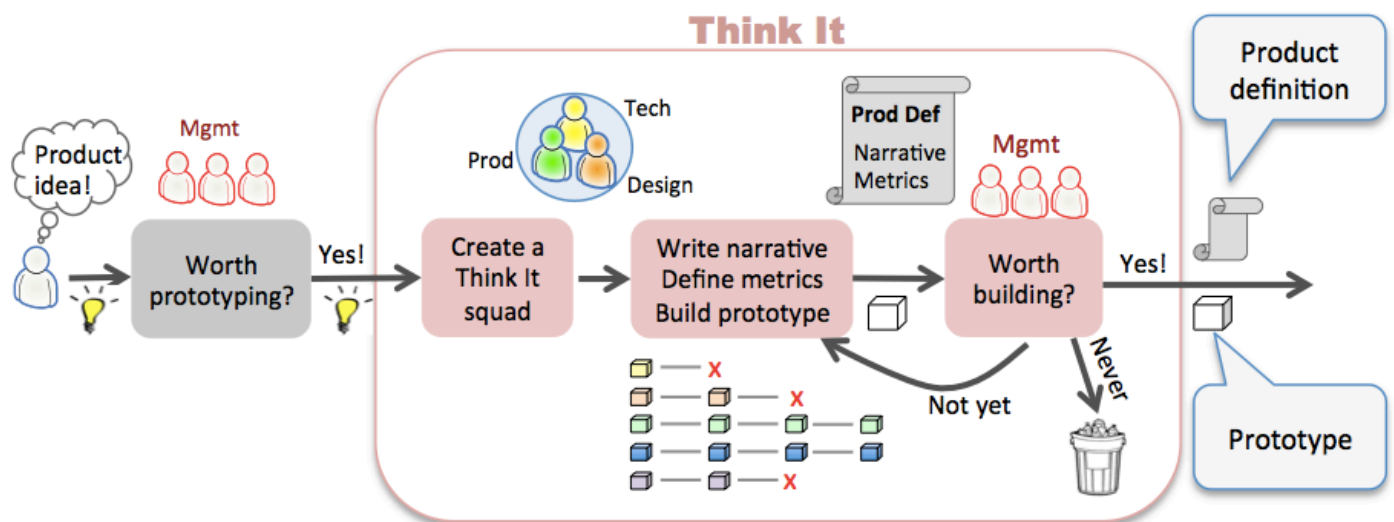 Think It
Product
idea!
Mgmt
Worth
prototyping?
Yes!
Create a
Think It
squad
Tech
Prod
Design
Write narrative
Define metrics
Build prototype
X
X
X
Prod Def
Narrative
Metrics
Mgmt
Worth
building?
Not yet
Never
Yes!
Product
definition
Prototype